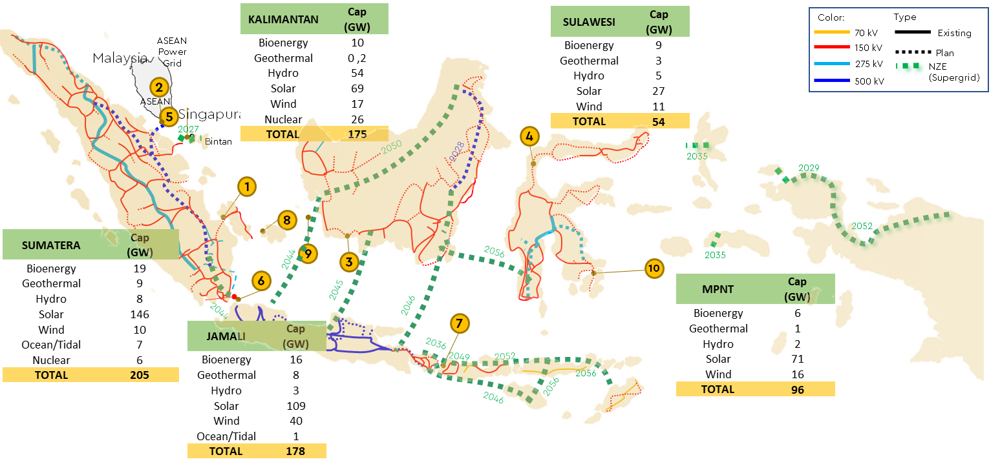 KALIMANTAN Cap
(GW)
Bioenergy 10
Geothermal 0 ,2
Hydro 54
Solar 69
Wind 17
Nuclear 26
TOTAL 175
SULAWESI Cap
(GW)
Bioenergy 9
Geothermal 3
Hydro 5
Solar 27
Wind 11
TOTAL 54
Color: Type
70 kV Existing
150 kV Plan
275 kV NZE
(Supergrid)
500 kV
ASEAN
Power
Grid
Malaysia
2
ASEAN
5
Singapura
2027
Bintan
2050
2028
4
2035
2029
1
8
9
3
2044
2052
2035
2056
10
6
2045
2046
2044
7
2036
2049
2052
2056
2056
2046
SUMATERA Cap
(GW)
Bioenergy 19
Geothermal 9
Hydro 8
Solar 146
Wind 10
Ocean/Tidal 7
Nuclear 6
TOTAL 205
JAMALI Cap
(GW)
Bioenergy 16
Geothermal 8
Hydro 3
Solar 109
Wind 40
Ocean/Tidal 1
TOTAL 178
MPNT Cap
(GW)
Bioenergy 6
Geothermal 1
Hydro 2
Solar 71
Wind 16
TOTAL 96